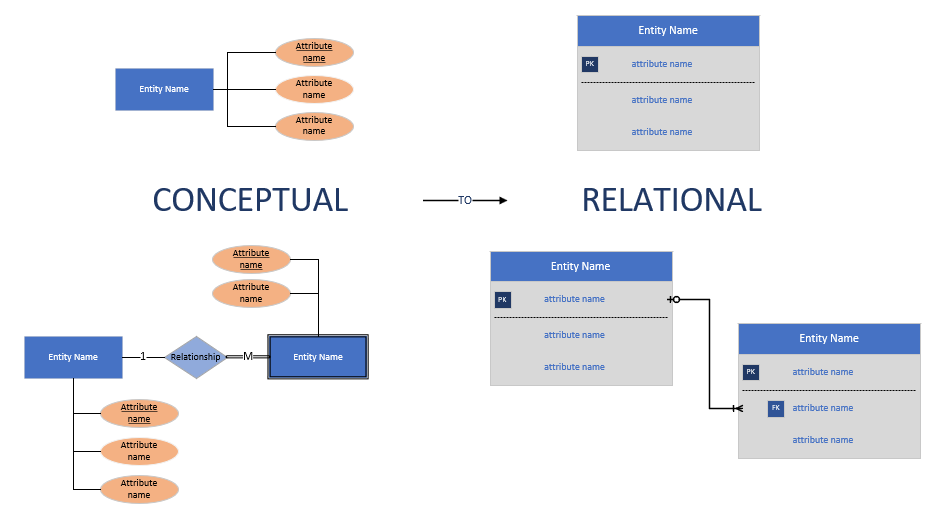 Entity Name
Attribute
name
Attribute
name
Attribute
name
Entity Name
PK
attribute name
attribute name
attribute name
CONCEPTUAL
TO
RELATIONAL
Attribute
name
Attribute
name
Entity Name
1
Relationship
M
Entity Name
Attribute
name
Attribute
name
Attribute
name
Entity Name
PK
attribute name
attribute name
attribute name
Entity Name
PK
attribute name
FK
attribute name
attribute name